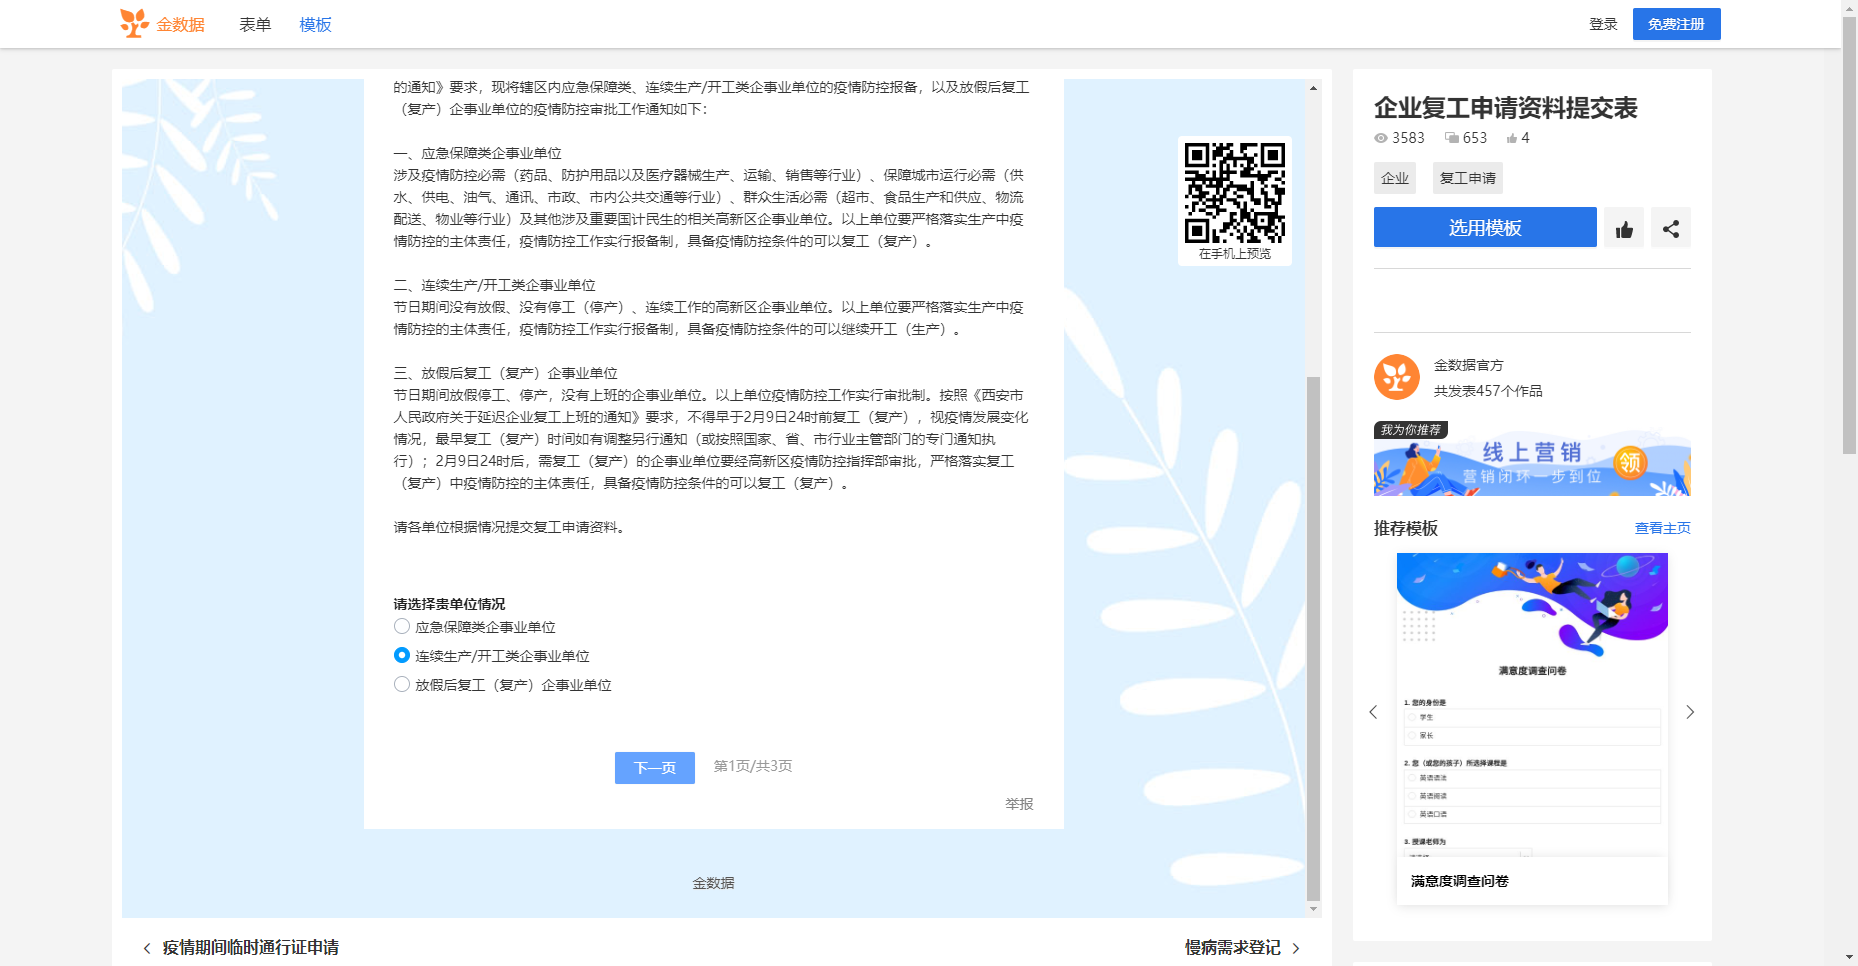 金数据
表单
模板
登录
免费注册
的通知》要求，现将辖区内应急保障类、连续生产/开工类企事业单位的疫情防控报备，以及放假后复工
（复产）企事业单位的疫情防控审批工作通知如下：
一、应急保障类企事业单位
涉及疫情防控必需（药品、防护用品以及医疗器械生产、运输、销售等行业）、保障城市运行必需（供
水、供电、油气、通讯、市政、市内公共交通等行业）、群众生活必需（超市、食品生产和供应、物流
配送、物业等行业）及其他涉及重要国计民生的相关高新区企事业单位。以上单位要严格落实生产中疫
情防控的主体责任，疫情防控工作实行报备制，具备疫情防控条件的可以复工（复产）。
二、连续生产/开工类企事业单位
节日期间没有放假、没有停工（停产）、连续工作的高新区企事业单位。以上单位要严格落实生产中疫
情防控的主体责任，疫情防控工作实行报备制，具备疫情防控条件的可以继续开工（生产）。
三、放假后复工（复产）企事业单位
节日期间放假停工、停产，没有上班的企事业单位。以上单位疫情防控工作实行审批制。按照《西安市
人民政府关于延迟企业复工上班的通知》要求，不得早于2月9日24时前复工（复产），视疫情发展变化
情况，最早复工（复产）时间如有调整另行通知（或按照国家、省、市行业主管部门的专门通知执
行）；2月9日24时后，需复工（复产）的企事业单位要经高新区疫情防控指挥部审批，严格落实复工
（复产）中疫情防控的主体责任，具备疫情防控条件的可以复工（复产）。
请各单位根据情况提交复工申请资料。
请选择贵单位情况
应急保障类企事业单位
连续生产/开工类企事业单位
放假后复工（复产）企事业单位
下一页
第1页/共3页
举报
金数据
在手机上预览
疫情期间临时通行证申请
慢病需求登记
企业复工申请资料提交表
3583 653 4
企业
复工申请
选用模板
金数据官方
共发表457个作品
我为你推荐
线上营销
营销闭环一步到位
领
推荐模板
查看主页
满意度调查问卷
1. 您的身份是
学生
家长
2. 您（或您的孩子）所选择课程是
英语语法
英语阅读
英语口语
3. 授课老师为
满意度调查问卷